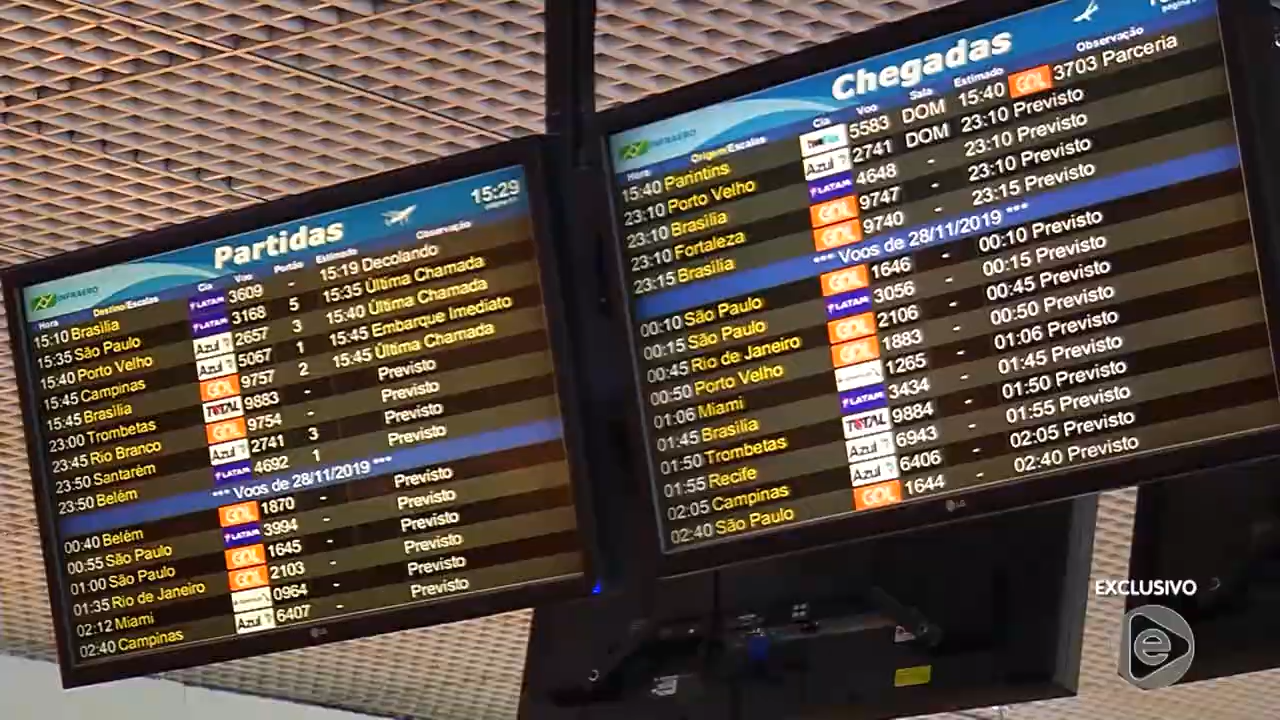 Partidas
15:29
INFRAERO
Hora Destino/Escalas Cia Voo Portão Estimado Observação
15:10 Brasília LATAM 3609 - 15:19 Decolando
15:35 São Paulo LATAM 3168 5 15:35 Última Chamada
15:40 Porto Velho Azul 2657 3 15:40 Última Chamada
15:45 Campinas Azul 5067 1 15:45 Embarque Imediato
15:45 Brasília GOL 9757 2 15:45 Última Chamada
23:00 Trombetas TOTAL 9883 - Previsto
23:45 Rio Branco GOL 9754 - Previsto
23:50 Santarém Azul 2741 3 Previsto
23:50 Belém LATAM 4692 1 Previsto
*** Voos de 28/11/2019 ***
00:40 Belém GOL 1870 - Previsto
00:55 São Paulo LATAM 3994 - Previsto
01:00 São Paulo GOL 1645 - Previsto
01:35 Rio de Janeiro GOL 2103 - Previsto
02:12 Miami 0964 - Previsto
02:40 Campinas Azul 6407 - Previsto
LG
Chegadas
INFRAERO
Hora Origem/Escalas Cia Voo Sala Estimado Observação
15:40 Parintins 5583 DOM 15:40 GOL 3703 Parceria
23:10 Porto Velho Azul 2741 DOM 23:10 Previsto
23:10 Brasília LATAM 4648 - 23:10 Previsto
23:10 Fortaleza GOL 9747 - 23:10 Previsto
23:15 Brasília GOL 9740 - 23:15 Previsto
*** Voos de 28/11/2019 ***
00:10 São Paulo GOL 1646 - 00:10 Previsto
00:15 São Paulo LATAM 3056 - 00:15 Previsto
00:45 Rio de Janeiro GOL 2106 - 00:45 Previsto
00:50 Porto Velho GOL 1883 - 00:50 Previsto
01:06 Miami 1265 - 01:06 Previsto
01:45 Brasília LATAM 3434 - 01:45 Previsto
01:50 Trombetas TOTAL 9884 - 01:50 Previsto
01:55 Recife Azul 6943 - 01:55 Previsto
02:05 Campinas Azul 6406 - 02:05 Previsto
02:40 São Paulo GOL 1644 - 02:40 Previsto
LG
EXCLUSIVO
e